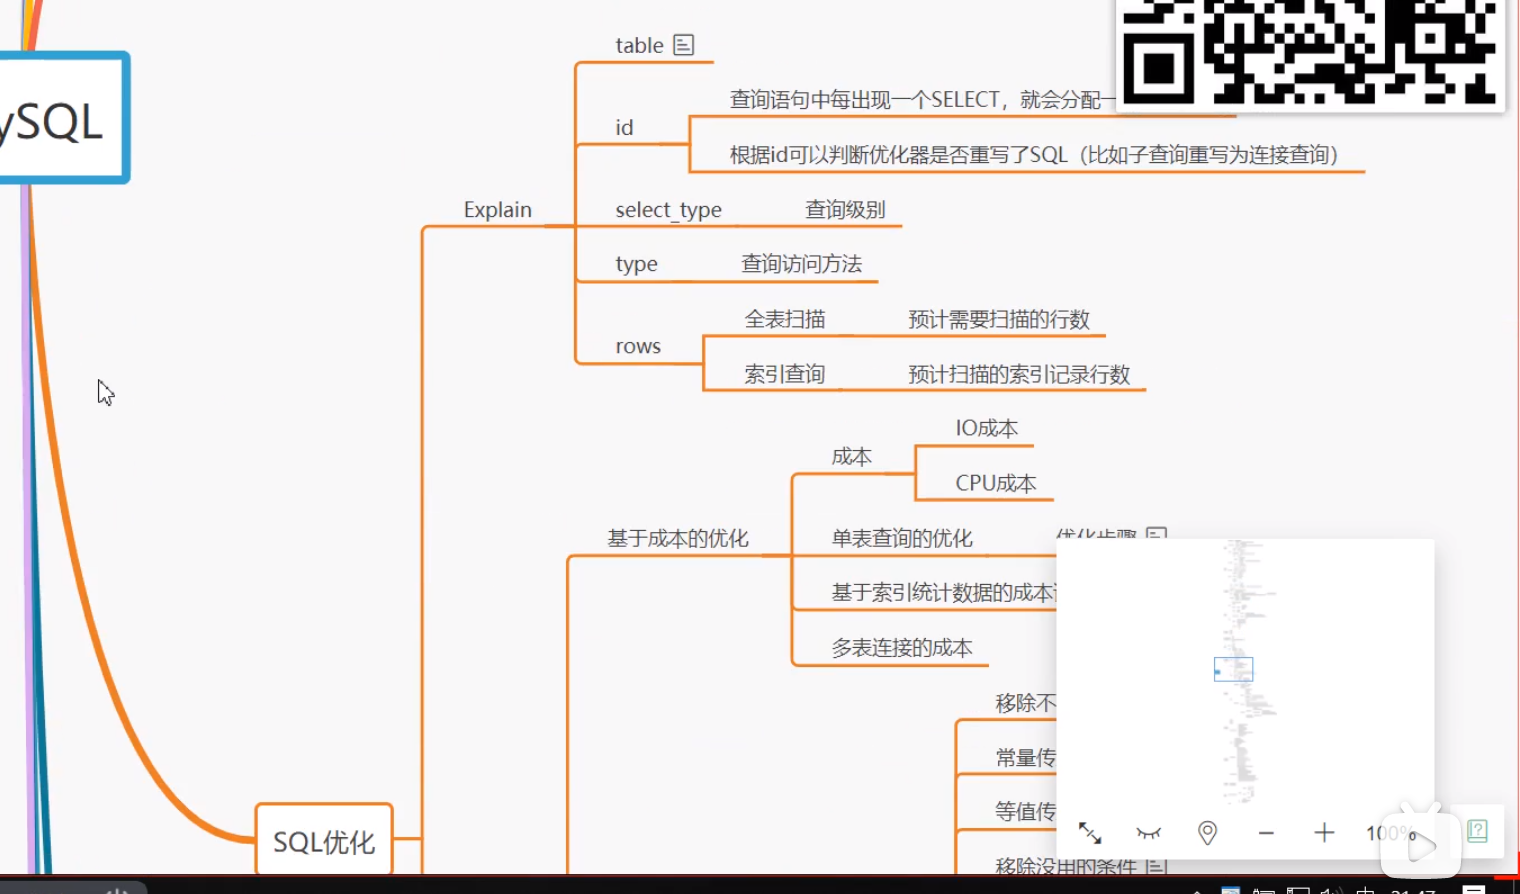 table
查询语句中每出现一个SELECT，就会分配一
id
根据id可以判断优化器是否重写了SQL（比如子查询重写为连接查询）
ySQL
Explain
select_type
查询级别
type
查询访问方法
rows
全表扫描
预计需要扫描的行数
索引查询
预计扫描的索引记录行数
成本
IO成本
CPU成本
基于成本的优化
单表查询的优化
优化步骤
基于索引统计数据的成本
多表连接的成本
移除不
常量传
等值传
移除没用的条件
SQL优化
100%
中
21:47